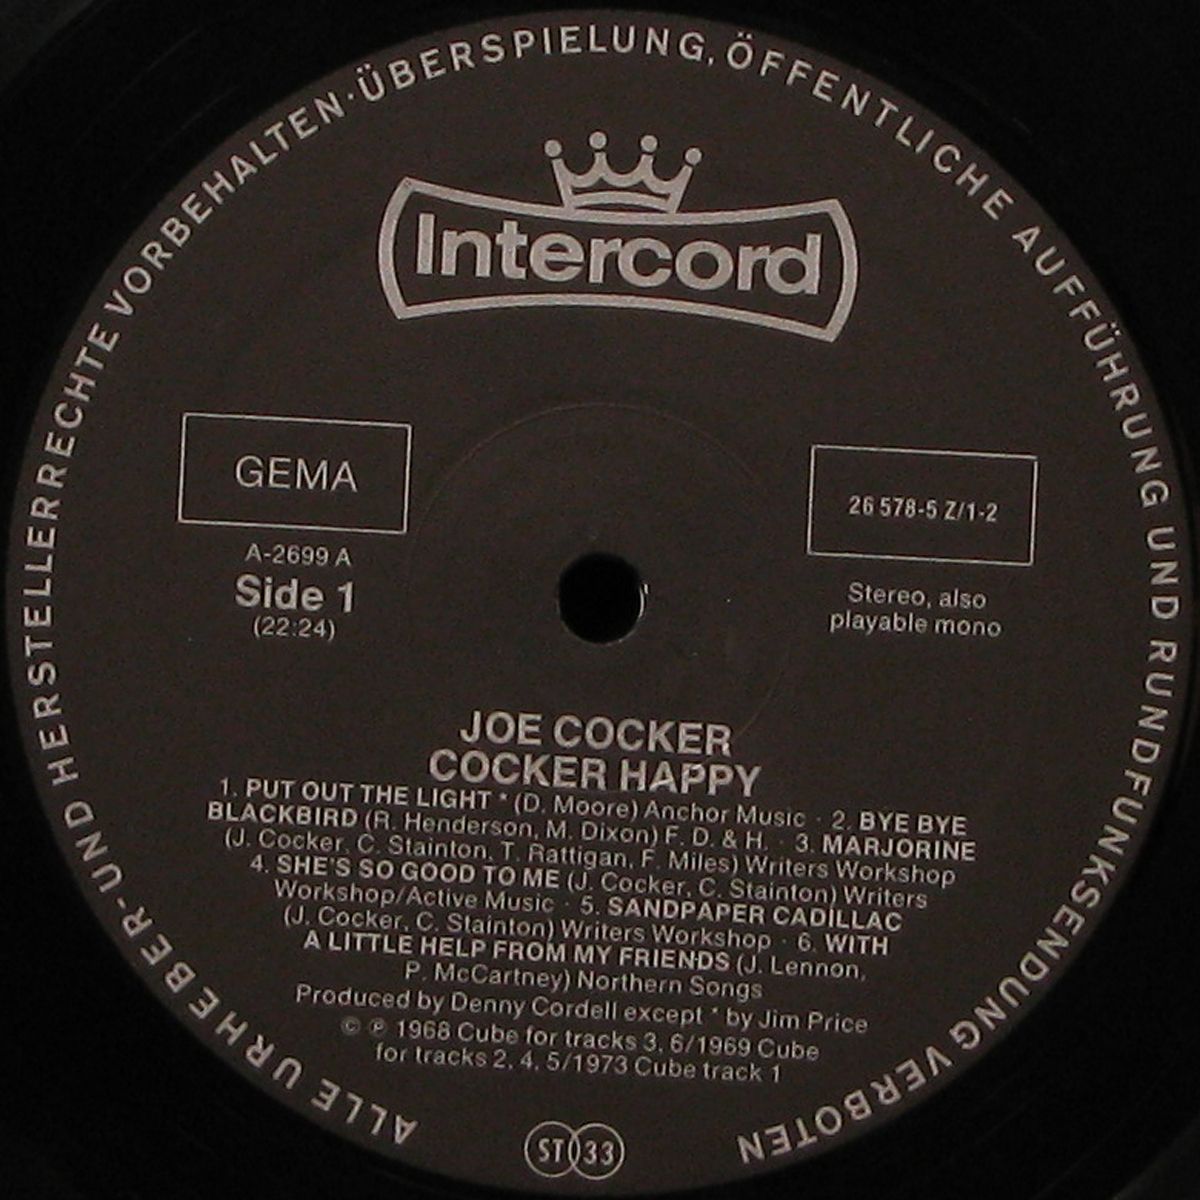 ALLE URHEBER- UND HERSTELLERRECHTE VORBEHALTEN · ÜBERSPIELUNG, ÖFFENTLICHE AUFFÜHRUNG UND RUNDFUNKSENDUNG VERBOTEN
Intercord
GEMA
A-2699 A
Side 1
(22:24)
26 578-5 Z/1-2
Stereo, also
playable mono
JOE COCKER
COCKER HAPPY
1. PUT OUT THE LIGHT * (D. Moore) Anchor Music · 2. BYE BYE
BLACKBIRD (R. Henderson, M. Dixon) F. D. & H. · 3. MARJORINE
(J. Cocker, C. Stainton, T. Rattigan, F. Miles) Writers Workshop
4. SHE'S SO GOOD TO ME (J. Cocker, C. Stainton) Writers
Workshop/Active Music · 5. SANDPAPER CADILLAC
(J. Cocker, C. Stainton) Writers Workshop · 6. WITH
A LITTLE HELP FROM MY FRIENDS (J. Lennon,
P. McCartney) Northern Songs
Produced by Denny Cordell except * by Jim Price
© ℗ 1968 Cube for tracks 3, 6/1969 Cube
for tracks 2, 4, 5/1973 Cube track 1
ST 33